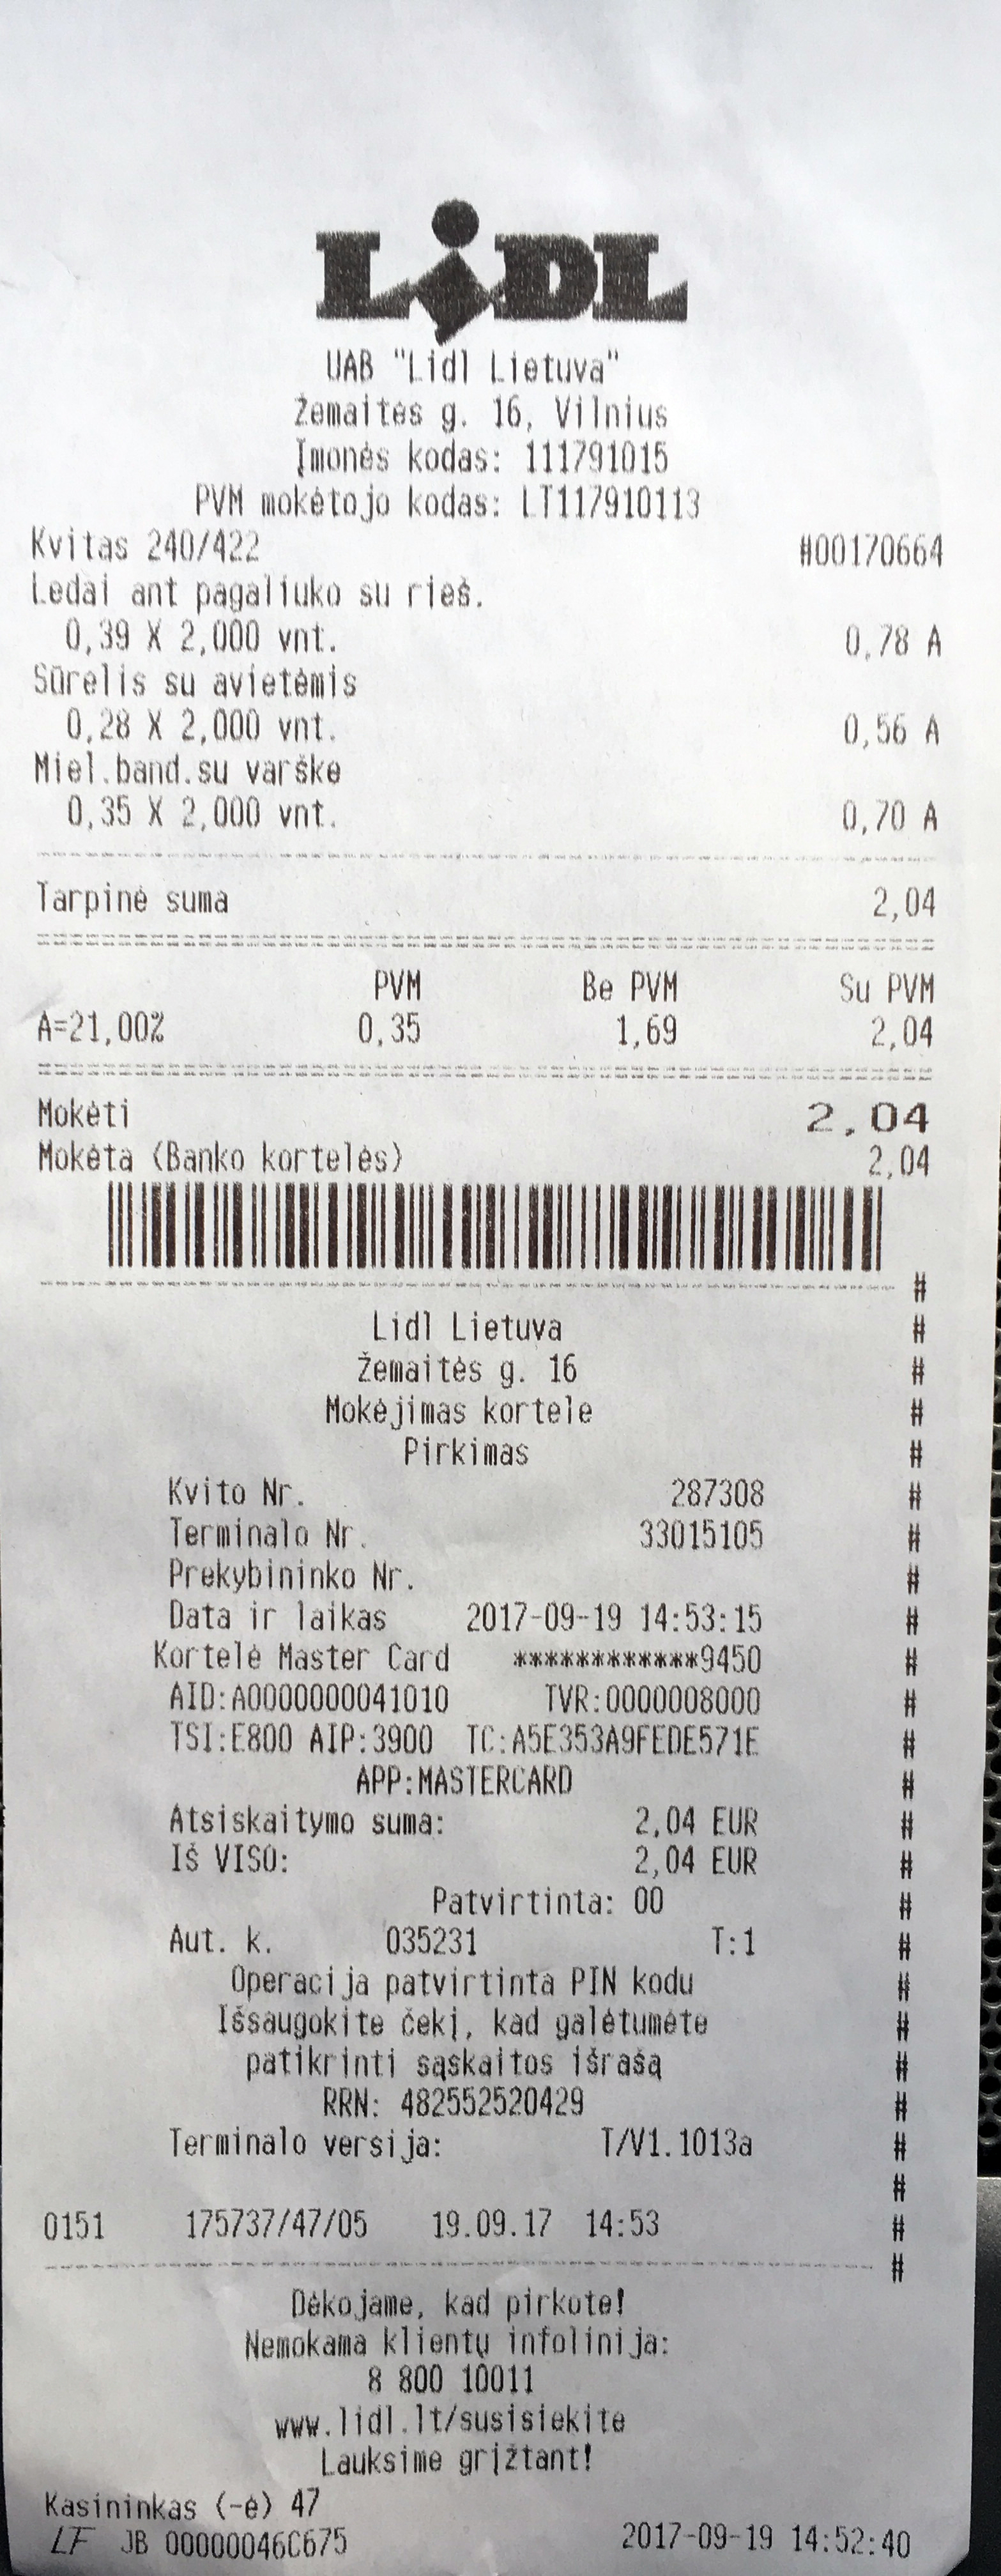 LiDL
UAB "Lidl Lietuva"
Žemaitės g. 16, Vilnius
Įmonės kodas: 111791015
PVM mokėtojo kodas: LT117910113
Kvitas 240/422 #00170664
Ledai ant pagaliuko su rieš.
0,39 X 2,000 vnt. 0,78 A
Sūrelis su avietėmis
0,28 X 2,000 vnt. 0,56 A
Miel.band.su varške
0,35 X 2,000 vnt. 0,70 A
Tarpinė suma 2,04
PVM Be PVM Su PVM
A=21,00% 0,35 1,69 2,04
Mokėti 2,04
Mokėta (Banko kortelės) 2,04
#
Lidl Lietuva #
Žemaitės g. 16 #
Mokėjimas kortele #
Pirkimas #
Kvito Nr. 287308 #
Terminalo Nr. 33015105 #
Prekybininko Nr. #
Data ir laikas 2017-09-19 14:53:15 #
Kortelė Master Card ************9450 #
AID:A0000000041010 TVR:0000008000 #
TSI:E800 AIP:3900 TC:A5E353A9FEDE571E #
APP:MASTERCARD #
Atsiskaitymo suma: 2,04 EUR #
IŠ VISO: 2,04 EUR #
Patvirtinta: 00 #
Aut. k. 035231 T:1 #
Operacija patvirtinta PIN kodu #
Išsaugokite čekį, kad galėtumėte #
patikrinti sąskaitos išrašą #
RRN: 482552520429 #
Terminalo versija: T/V1.1013a #
#
0151 175737/47/05 19.09.17 14:53 #
#
Dėkojame, kad pirkote!
Nemokama klientų infolinija:
8 800 10011
www.lidl.lt/susisiekite
Lauksime grįžtant!
Kasininkas (-ė) 47
LF JB 00000046C675 2017-09-19 14:52:40